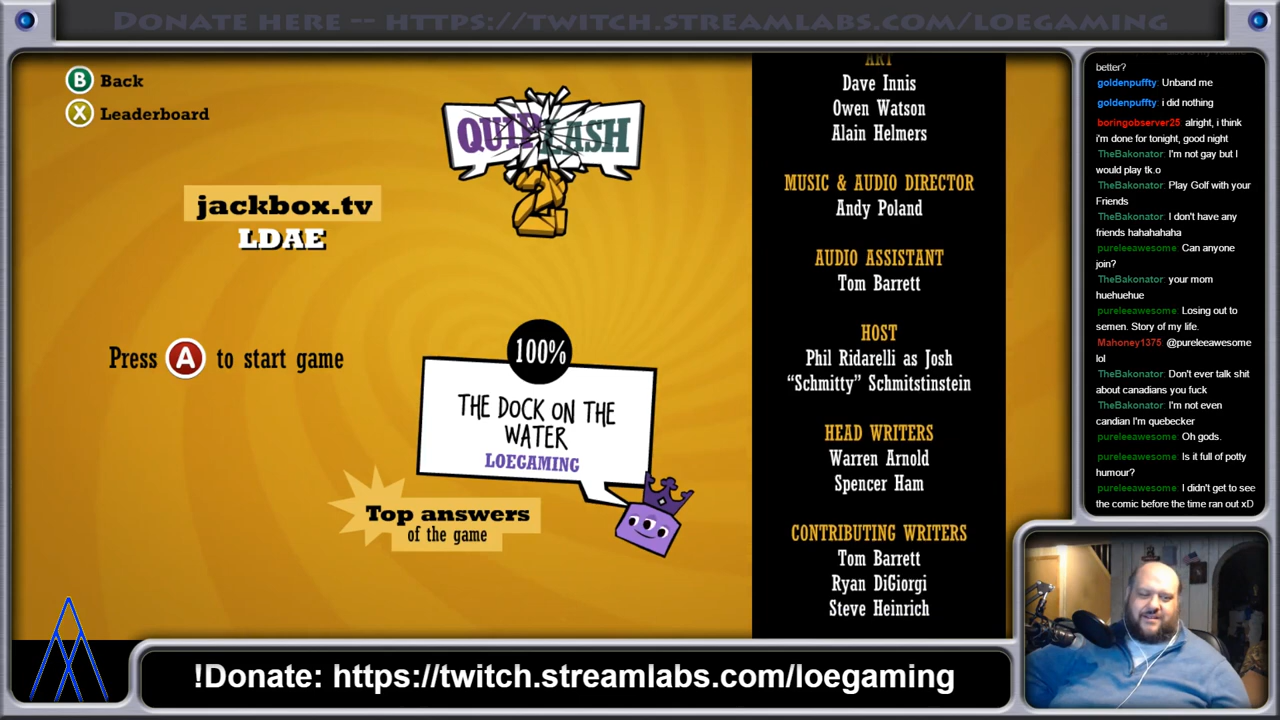 Donate here -- https://twitch.streamlabs.com/loegaming
B Back
X Leaderboard
QUIPLASH
2
jackbox.tv
LDAE
Press A to start game
100%
THE DOCK ON THE
WATER
LOEGAMING
Top answers
of the game
ART
Dave Innis
Owen Watson
Alain Helmers
MUSIC & AUDIO DIRECTOR
Andy Poland
AUDIO ASSISTANT
Tom Barrett
HOST
Phil Ridarelli as Josh
“Schmitty” Schmitstinstein
HEAD WRITERS
Warren Arnold
Spencer Ham
CONTRIBUTING WRITERS
Tom Barrett
Ryan DiGiorgi
Steve Heinrich
better?
goldenpuffty: Unband me
goldenpuffty: i did nothing
boringobserver25 alright, i think
i'm done for tonight, good night
TheBakonator: I'm not gay but I
would play tk.o
TheBakonator: Play Golf with your
Friends
TheBakonator: I don't have any
friends hahahahaha
pureleeawesome: Can anyone
join?
TheBakonator: your mom
huehuehue
pureleeawesome: Losing out to
semen. Story of my life.
Mahoney1375: @pureleeawesome
lol
TheBakonator: Don't ever talk shit
about canadians you fuck
TheBakonator: I'm not even
candian I'm quebecker
pureleeawesome: Oh gods.
pureleeawesome: Is it full of potty
humour?
pureleeawesome: I didn't get to see
the comic before the time ran out xD
!Donate: https://twitch.streamlabs.com/loegaming